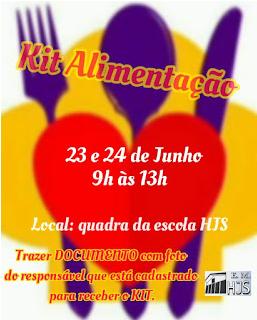 Kit Alimentação
23 e 24 de Junho
9h às 13h
Local: quadra da escola HJS
Trazer DOCUMENTO com foto
do responsável que está cadastrado
para receber o KIT.
E. M.
HJS